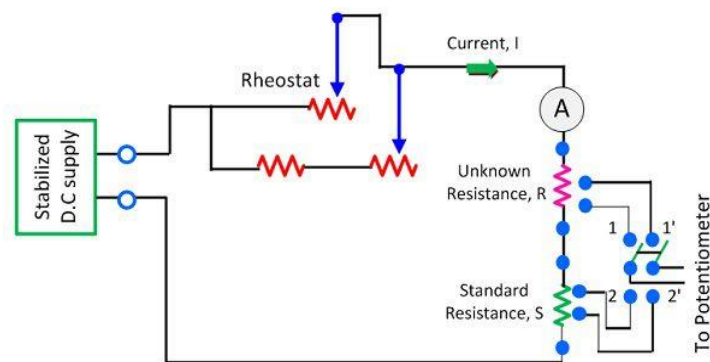 Current, I
Rheostat
A
Stabilized
D.C supply
Unknown
Resistance, R
1 1'
Standard
Resistance, S
2 2'
To Potentiometer